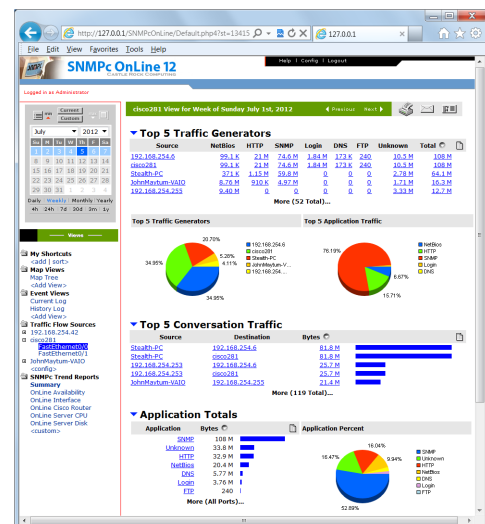 http://127.0.0.1/SNMPcOnLine/Default.php4?st=13415
127.0.0.1
File Edit View Favorites Tools Help
SNMPc OnLine 12
CASTLE ROCK COMPUTING
Help | Config | Logout
Logged in as Administrator
Current
Custom
July 2012
Su M Tu W Th F Sa
1 2 3 4 5 6 7
8 9 10 11 12 13 14
15 16 17 18 19 20 21
22 23 24 25 26 27 28
29 30 31 1 2 3 4
Daily Weekly Monthly Yearly
4h 24h 7d 30d 3m 1y
Views
My Shortcuts
<add | sort>
Map Views
Map Tree
<Add View>
Event Views
Current Log
History Log
<Add View>
Traffic Flow Sources
192.168.254.42
cisco281
FastEthernet0/0
FastEthernet0/1
JohnMaytum-VAIO
<config>
SNMPc Trend Reports
Summary
OnLine Availability
OnLine Interface
OnLine Cisco Router
OnLine Server CPU
OnLine Server Disk
<custom>
cisco281 View for Week of Sunday July 1st, 2012
Previous Next
Top 5 Traffic Generators
Source NetBios HTTP SNMP Login DNS FTP Unknown Total
192.168.254.6 99.1 K 21 M 74.6 M 1.84 M 173 K 240 10.5 M 108 M
cisco281 99.1 K 21 M 74.6 M 1.84 M 173 K 240 10.5 M 108 M
Stealth-PC 371 K 1.15 M 59.8 M 0 0 0 2.78 M 64.1 M
JohnMaytum-VAIO 8.76 M 910 K 4.97 M 0 0 0 1.71 M 16.3 M
192.168.254.255 9.40 M 0 0 0 0 0 3.33 M 12.7 M
More (52 Total)...
Top 5 Traffic Generators
20.70%
5.28%
4.11%
34.95%
34.95%
192.168.254.6
cisco281
Stealth-PC
JohnMaytum-VAIO
192.168.254....
Top 5 Application Traffic
76.19%
6.67%
15.71%
NetBios
HTTP
SNMP
Login
DNS
Top 5 Conversation Traffic
Source Destination Bytes
Stealth-PC 192.168.254.6 81.8 M
Stealth-PC cisco281 81.8 M
192.168.254.253 192.168.254.6 25.7 M
192.168.254.253 cisco281 25.7 M
JohnMaytum-VAIO 192.168.254.255 21.4 M
More (119 Total)...
Application Totals
Application Bytes
SNMP 108 M
Unknown 33.8 M
HTTP 32.9 M
NetBios 20.4 M
DNS 5.77 M
Login 3.76 M
FTP 240
More (All Ports)...
Application Percent
16.04%
16.47%
9.94%
52.69%
SNMP
Unknown
HTTP
NetBios
DNS
Login
FTP